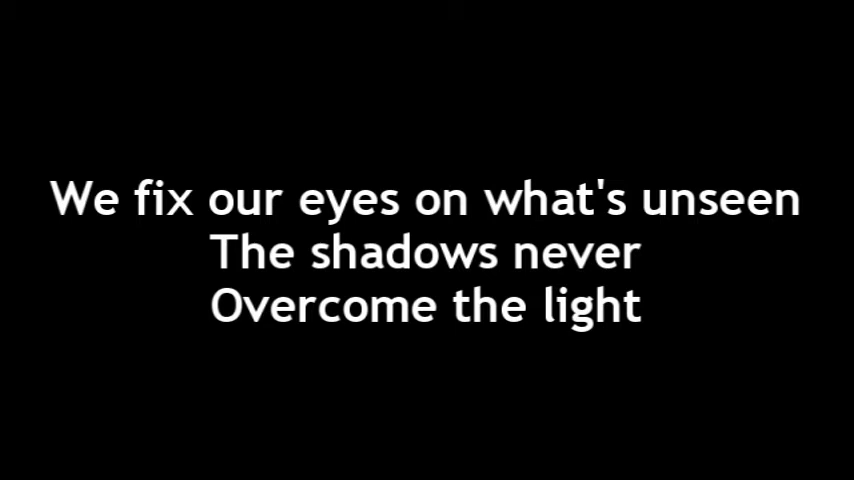 We fix our eyes on what's unseen
The shadows never
Overcome the light